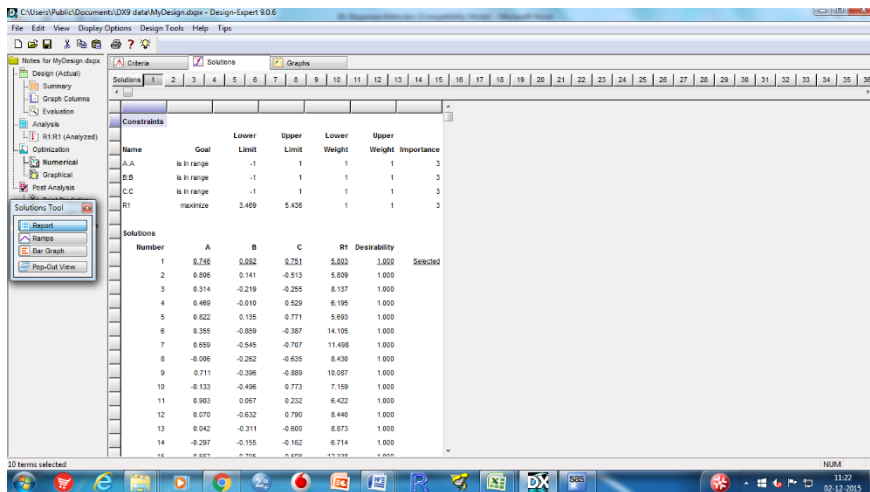 C:\Users\Public\Documents\DX9 data\MyDesign.dxpx - Design-Expert 9.0.6
File Edit View Display Options Design Tools Help Tips
Notes for MyDesign.dxpx
Design (Actual)
Summary
Graph Columns
Evaluation
Analysis
R1:R1 (Analyzed)
Optimization
Numerical
Graphical
Post Analysis
Solutions Tool
Report
Ramps
Bar Graph
Pop-Out View
Criteria Solutions Graphs
Solutions 1 2 3 4 5 6 7 8 9 10 11 12 13 14 15 16 17 18 19 20 21 22 23 24 25 26 27 28 29 30 31 32 33 34 35 36
Constraints
Lower Upper Lower Upper
Name Goal Limit Limit Weight Weight Importance
A:A is in range -1 1 1 1 3
B:B is in range -1 1 1 1 3
C:C is in range -1 1 1 1 3
R1 maximize 3.469 5.436 1 1 3
Solutions
Number A B C R1 Desirability
1 0.746 0.092 0.751 5.803 1.000 Selected
2 0.806 0.141 -0.513 5.809 1.000
3 0.314 -0.219 -0.255 8.137 1.000
4 0.469 -0.010 0.529 6.195 1.000
5 0.822 0.135 0.771 5.693 1.000
6 0.355 -0.859 -0.387 14.105 1.000
7 0.659 -0.545 -0.707 11.498 1.000
8 -0.006 -0.262 -0.635 8.430 1.000
9 0.711 -0.396 -0.889 10.087 1.000
10 -0.133 -0.496 0.773 7.159 1.000
11 0.903 0.067 0.232 6.422 1.000
12 0.070 -0.632 0.790 8.440 1.000
13 0.042 -0.311 -0.600 8.873 1.000
14 -0.297 -0.155 -0.162 6.714 1.000
10 terms selected
NUM
SBS
11:22
02-12-2015